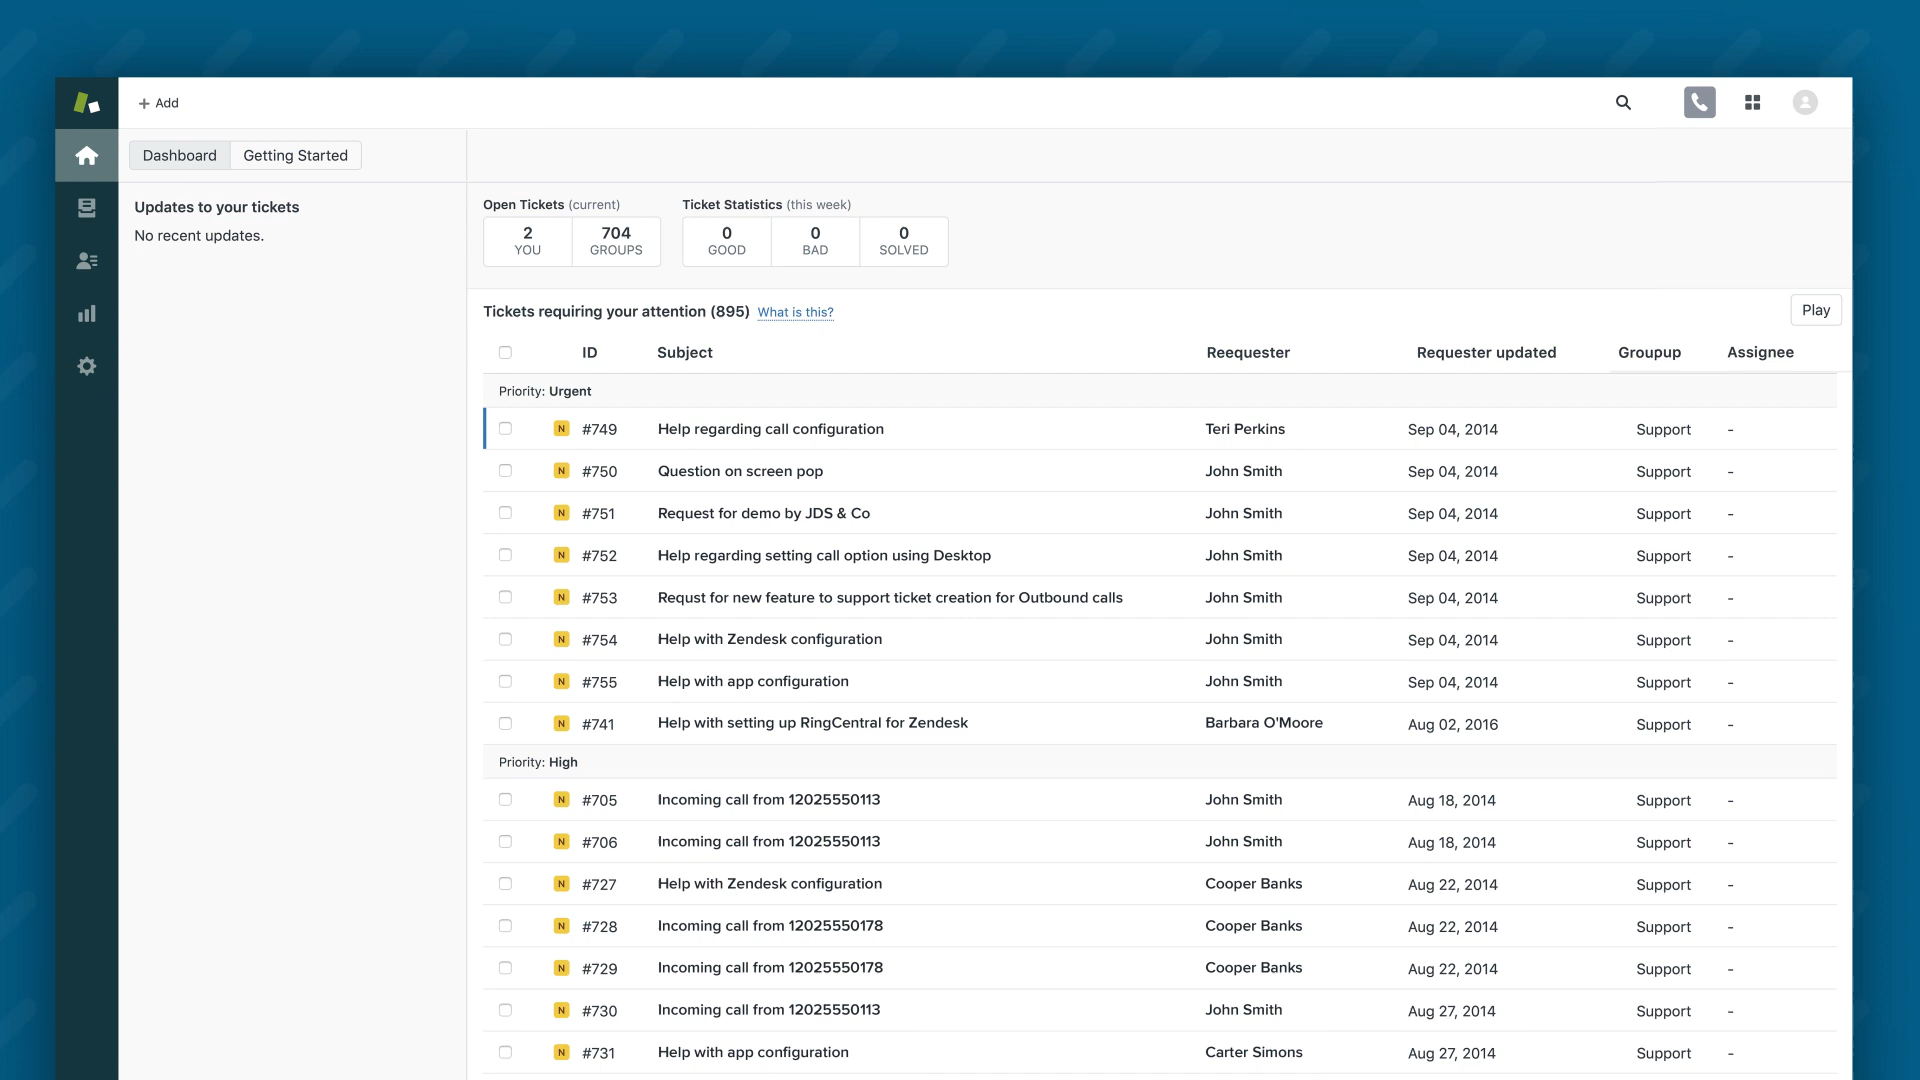 + Add
Dashboard Getting Started
Updates to your tickets
No recent updates.
Open Tickets (current) Ticket Statistics (this week)
2 704 0 0 0
YOU GROUPS GOOD BAD SOLVED
Tickets requiring your attention (895) What is this? Play
ID Subject Reequester Requester updated Groupup Assignee
Priority: Urgent
N #749 Help regarding call configuration Teri Perkins Sep 04, 2014 Support -
N #750 Question on screen pop John Smith Sep 04, 2014 Support -
N #751 Request for demo by JDS & Co John Smith Sep 04, 2014 Support -
N #752 Help regarding setting call option using Desktop John Smith Sep 04, 2014 Support -
N #753 Requst for new feature to support ticket creation for Outbound calls John Smith Sep 04, 2014 Support -
N #754 Help with Zendesk configuration John Smith Sep 04, 2014 Support -
N #755 Help with app configuration John Smith Sep 04, 2014 Support -
N #741 Help with setting up RingCentral for Zendesk Barbara O'Moore Aug 02, 2016 Support -
Priority: High
N #705 Incoming call from 12025550113 John Smith Aug 18, 2014 Support -
N #706 Incoming call from 12025550113 John Smith Aug 18, 2014 Support -
N #727 Help with Zendesk configuration Cooper Banks Aug 22, 2014 Support -
N #728 Incoming call from 12025550178 Cooper Banks Aug 22, 2014 Support -
N #729 Incoming call from 12025550178 Cooper Banks Aug 22, 2014 Support -
N #730 Incoming call from 12025550113 John Smith Aug 27, 2014 Support -
N #731 Help with app configuration Carter Simons Aug 27, 2014 Support -